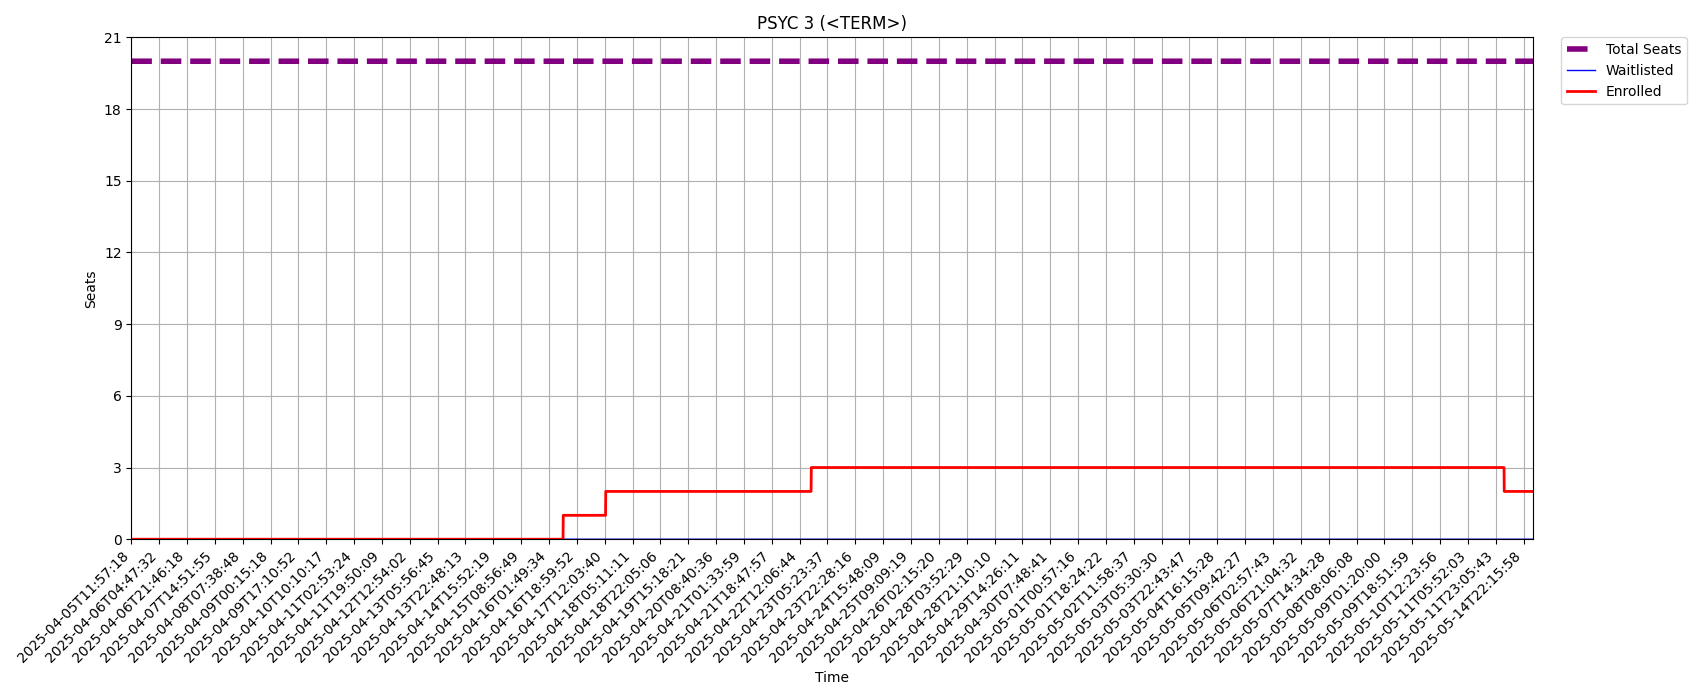 PSYC 3 (<TERM>)
Total Seats
Waitlisted
Enrolled
21
18
15
12
9
6
3
0
Seats
2025-04-05T11:57:18
2025-04-06T04:47:32
2025-04-06T21:46:18
2025-04-07T14:51:55
2025-04-08T07:38:48
2025-04-09T00:15:18
2025-04-09T17:10:52
2025-04-10T10:10:17
2025-04-11T02:53:24
2025-04-11T19:50:09
2025-04-12T12:54:02
2025-04-13T05:56:45
2025-04-13T22:48:13
2025-04-14T15:52:19
2025-04-15T08:56:49
2025-04-16T01:49:34
2025-04-16T18:59:52
2025-04-17T12:03:40
2025-04-18T05:11:11
2025-04-18T22:05:06
2025-04-19T15:18:21
2025-04-20T08:40:36
2025-04-21T01:33:59
2025-04-21T18:47:57
2025-04-22T12:06:44
2025-04-23T05:23:37
2025-04-23T22:28:16
2025-04-24T15:48:09
2025-04-25T09:09:19
2025-04-26T02:15:20
2025-04-28T03:52:29
2025-04-28T21:10:10
2025-04-29T14:26:11
2025-04-30T07:48:41
2025-05-01T00:57:16
2025-05-01T18:24:22
2025-05-02T11:58:37
2025-05-03T05:30:30
2025-05-03T22:43:47
2025-05-04T16:15:28
2025-05-05T09:42:27
2025-05-06T02:57:43
2025-05-06T21:04:32
2025-05-07T14:34:28
2025-05-08T08:06:08
2025-05-09T01:20:00
2025-05-09T18:51:59
2025-05-10T12:23:56
2025-05-11T05:52:03
2025-05-11T23:05:43
2025-05-14T22:15:58
Time